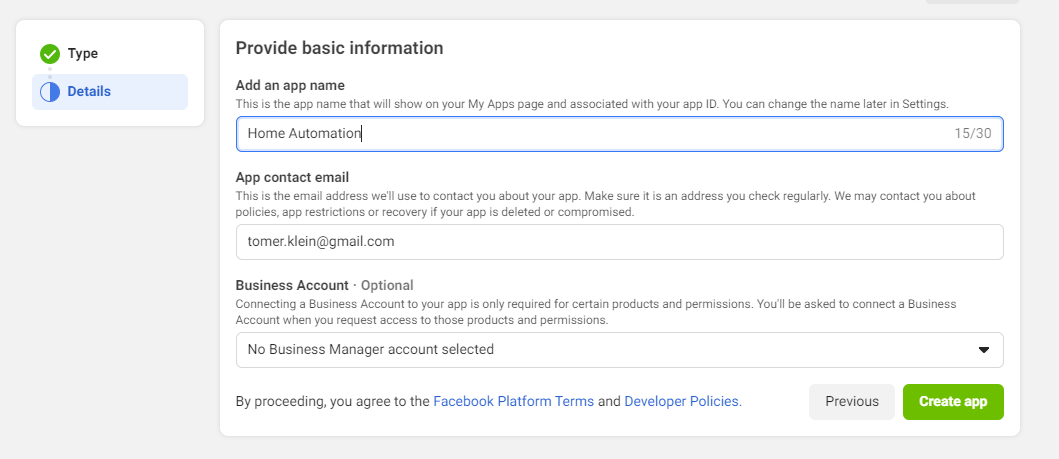 Type
Details
Provide basic information
Add an app name
This is the app name that will show on your My Apps page and associated with your app ID. You can change the name later in Settings.
Home Automation 15/30
App contact email
This is the email address we'll use to contact you about your app. Make sure it is an address you check regularly. We may contact you about
policies, app restrictions or recovery if your app is deleted or compromised.
tomer.klein@gmail.com
Business Account · Optional
Connecting a Business Account to your app is only required for certain products and permissions. You'll be asked to connect a Business
Account when you request access to those products and permissions.
No Business Manager account selected
By proceeding, you agree to the Facebook Platform Terms and Developer Policies. Previous Create app